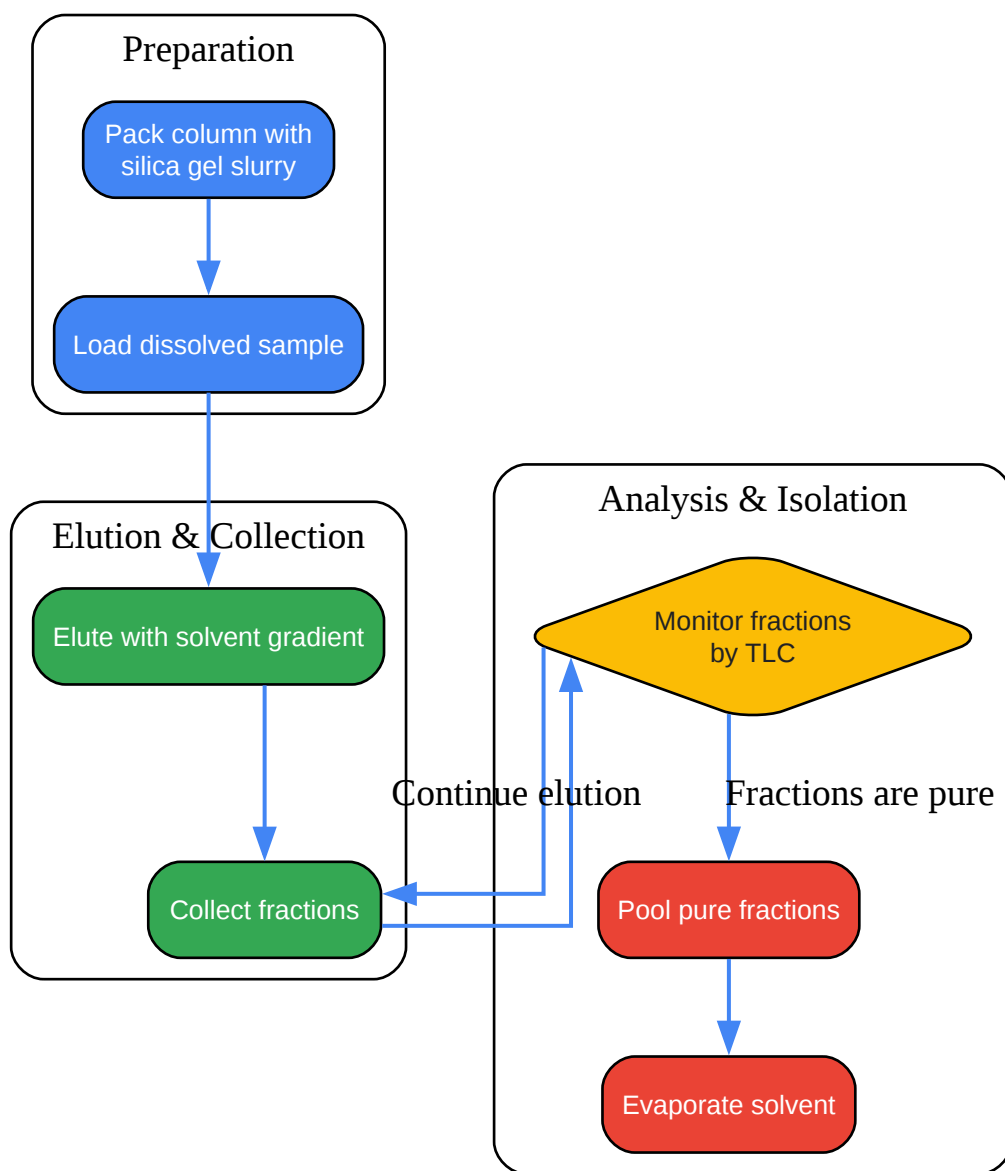 Preparation
Pack column with
silica gel slurry
Load dissolved sample
Elution & Collection
Elute with solvent gradient
Collect fractions
Analysis & Isolation
Monitor fractions
by TLC
Continue elution
Fractions are pure
Pool pure fractions
Evaporate solvent